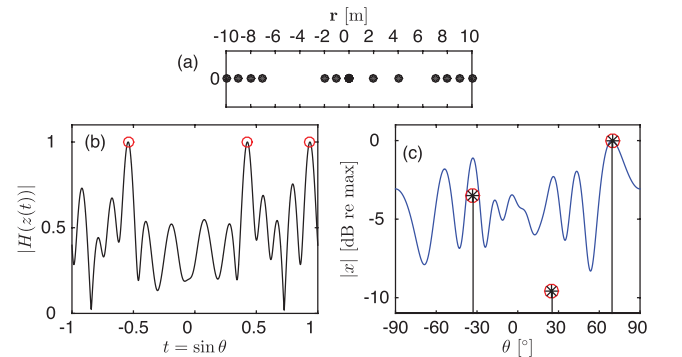 r [m]
-10 -8 -6 -4 -2 0 2 4 6 8 10
(a)
0
(b)
|H(z(t))|
1
0.5
0
-1 -0.5 0 0.5 1
t = sin θ
(c)
|x| [dB re max]
0
-5
-10
-90 -60 -30 0 30 60 90
θ [°]